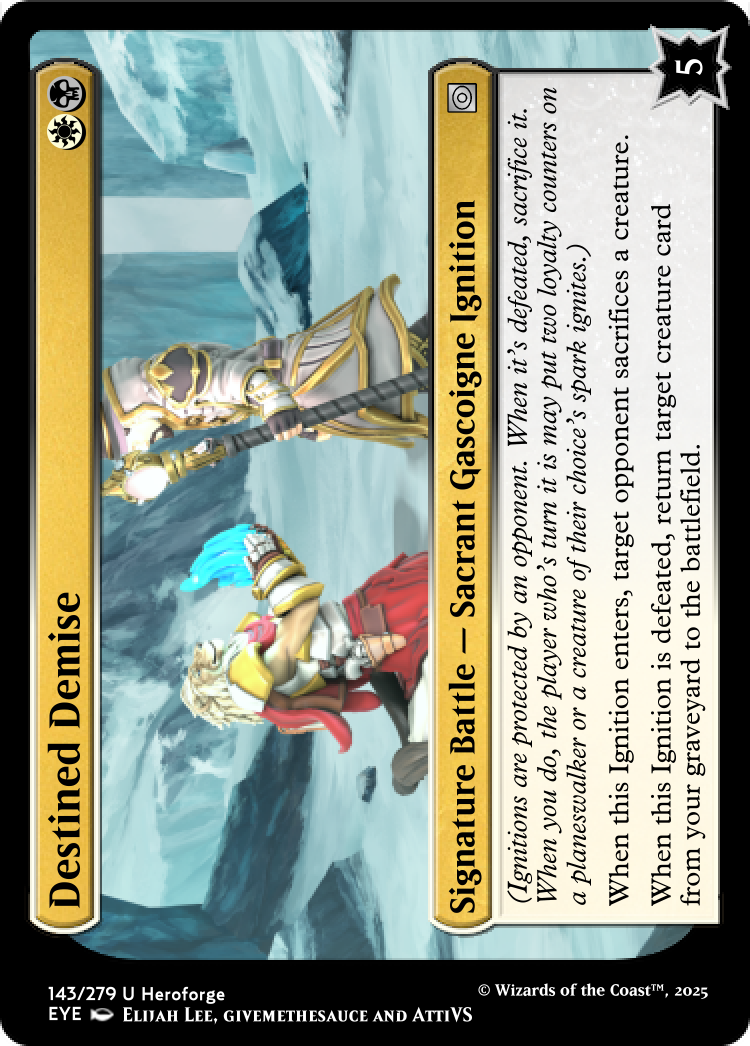 Destined Demise
Signature Battle — Sacrant Gascoigne Ignition
(Ignitions are protected by an opponent. When it's defeated, sacrifice it.
When you do, the player who's turn it is may put two loyalty counters on
a planeswalker or a creature of their choice's spark ignites.)
When this Ignition enters, target opponent sacrifices a creature.
When this Ignition is defeated, return target creature card
from your graveyard to the battlefield.
5
143/279 U Heroforge
EYE Elijah Lee, givemethesauce and AttiVS
© Wizards of the Coast™, 2025